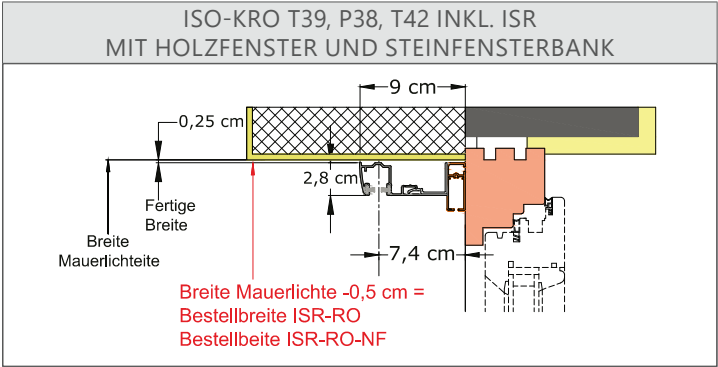 ISO-KRO T39, P38, T42 INKL. ISR
MIT HOLZFENSTER UND STEINFENSTERBANK
9 cm
0,25 cm
2,8 cm
Fertige
Breite
Breite
Mauerlichteite
7,4 cm
Breite Mauerlichte -0,5 cm =
Bestellbreite ISR-RO
Bestellbeite ISR-RO-NF